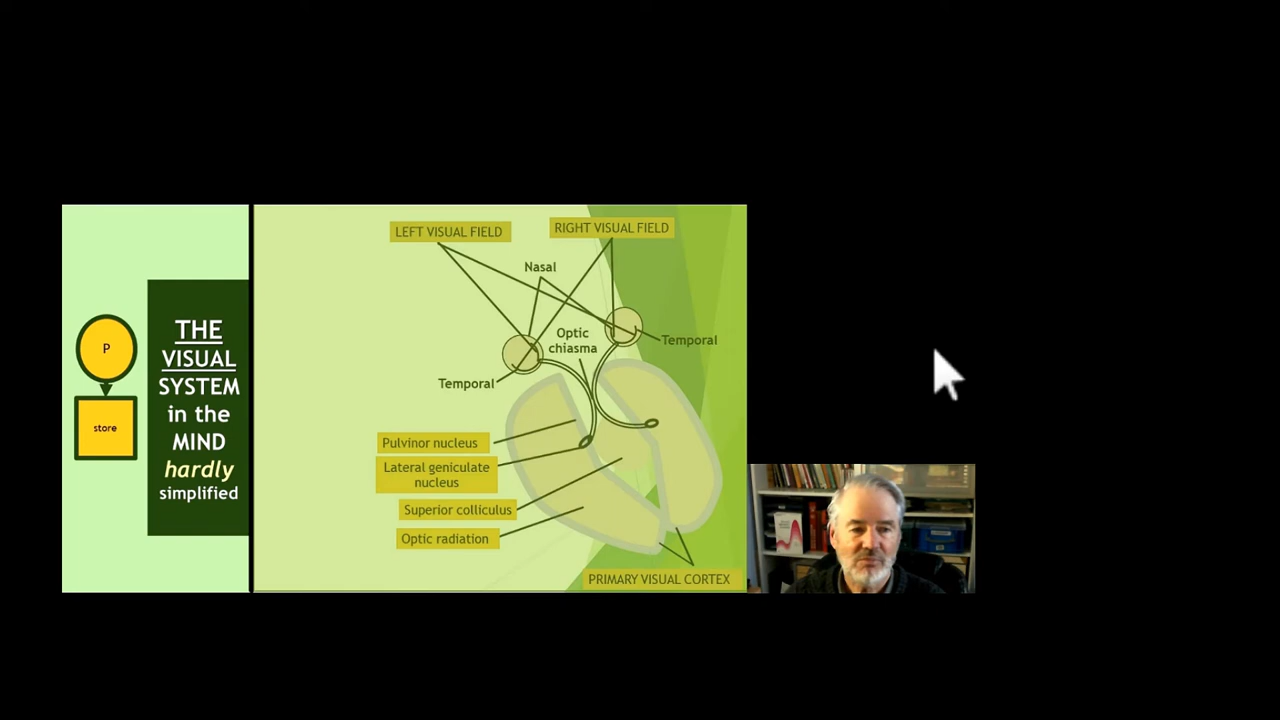 P
store
THE
VISUAL
SYSTEM
in the
MIND
hardly
simplified
LEFT VISUAL FIELD
RIGHT VISUAL FIELD
Nasal
Optic
chiasma
Temporal
Temporal
Pulvinor nucleus
Lateral geniculate
nucleus
Superior colliculus
Optic radiation
PRIMARY VISUAL CORTEX